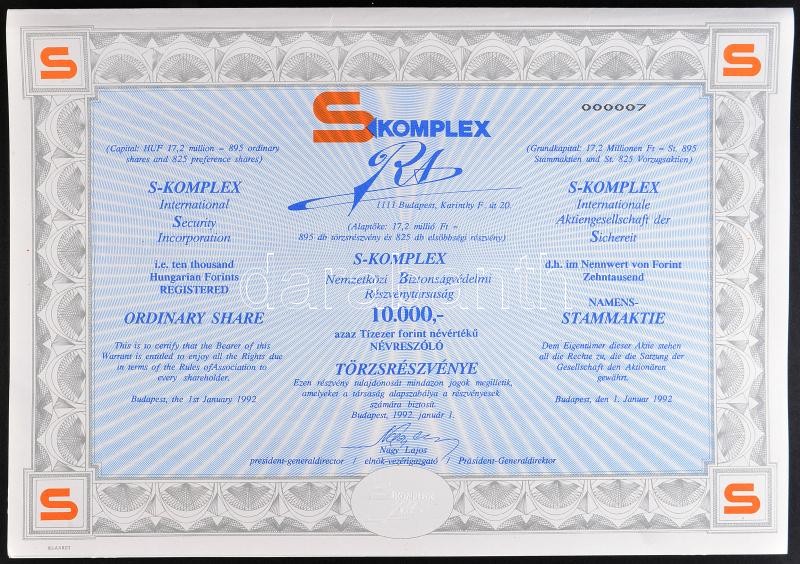 S
S
000007
S KOMPLEX
Rt
1111 Budapest, Karinthy F. út 20.
(Alaptőke: 17,2 millió Ft =
895 db törzsrészvény és 825 db elsőbbségi részvény)
(Capital: HUF 17,2 million = 895 ordinary
shares and 825 preference shares)
S-KOMPLEX
International
Security
Incorporation
i.e. ten thousand
Hungarian Forints
REGISTERED
ORDINARY SHARE
This is to certify that the Bearer of this
Warrant is entitled to enjoy all the Rights due
in terms of the Rules ofAssociation to
every shareholder.
Budapest, the 1st January 1992
S-KOMPLEX
Nemzetközi Biztonságvédelmi
Részvénytársaság
10.000,-
azaz Tízezer forint névértékű
NÉVRESZÓLÓ
TÖRZSRÉSZVÉNYE
Ezen részvény tulajdonosát mindazon jogok megilletik,
amelyeket a társaság alapszabálya a részvényesek
számára biztosít.
Budapest, 1992. január 1.
(Grundkapital: 17,2 Millionen Ft = St. 895
Stammaktien und St. 825 Vorzugsaktien)
S-KOMPLEX
Internationale
Aktiengesellschaft der
Sichereit
d.h. im Nennwert von Forint
Zehntausend
NAMENS-
STAMMAKTIE
Dem Eigentümer dieser Aktie stehen
all die Rechte zu, die die Satzung der
Gesellschaft den Aktionären
gewährt.
Budapest, den 1. Januar 1992
Nagy Lajos
president-generaldirector / elnök-vezérigazgató / Präsident-Generaldirektor
S
S
S KOMPLEX
darabanth